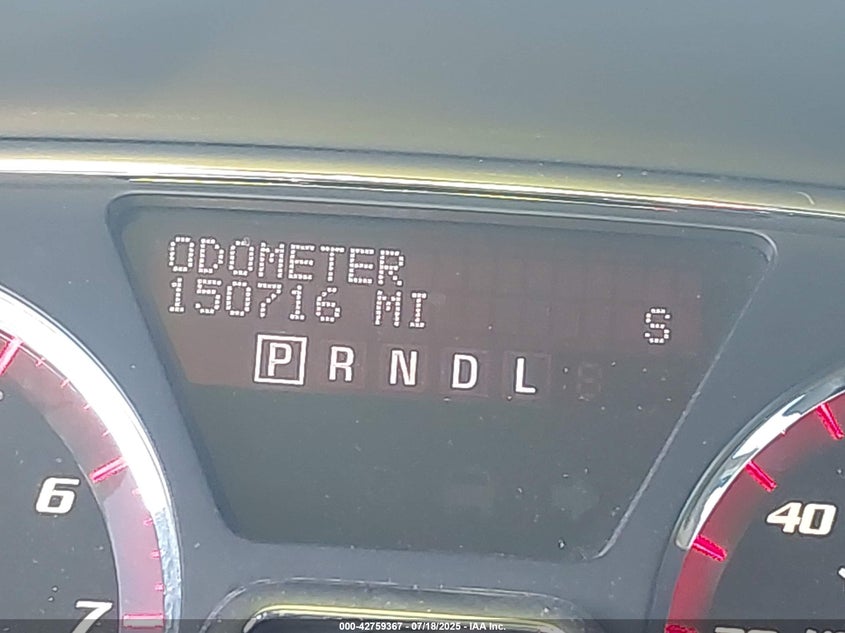 ODOMETER
150716 MI
S
P R N D L
6
7
40
000-42759367 - 07/18/2025 - IAA Inc.